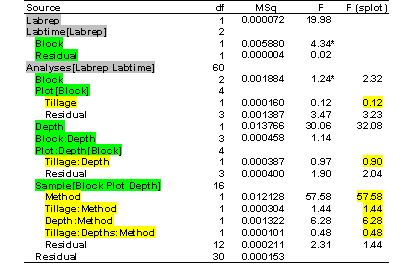 Source df MSq F F (splot)
Labrep 1 0.000072 19.98
Labtime[Labrep] 2
Block 1 0.005880 4.34*
Residual 1 0.000004 0.02
Analyses[Labrep Labtime] 60
Block 2 0.001884 1.24* 2.32
Plot[Block] 4
Tillage 1 0.000160 0.12 0.12
Residual 3 0.001387 3.47 3.23
Depth 1 0.013766 30.06 32.08
Block:Depth 3 0.000458 1.14
Plot:Depth[Block] 4
Tillage:Depth 1 0.000387 0.97 0.90
Residual 3 0.000400 1.90 2.04
Sample[Block Plot Depth] 16
Method 1 0.012128 57.58 57.58
Tillage:Method 1 0.000304 1.44 1.44
Depth:Method 1 0.001322 6.28 6.28
Tillage:Depths:Method 1 0.000101 0.48 0.48
Residual 12 0.000211 2.31 1.44
Residual 30 0.000153